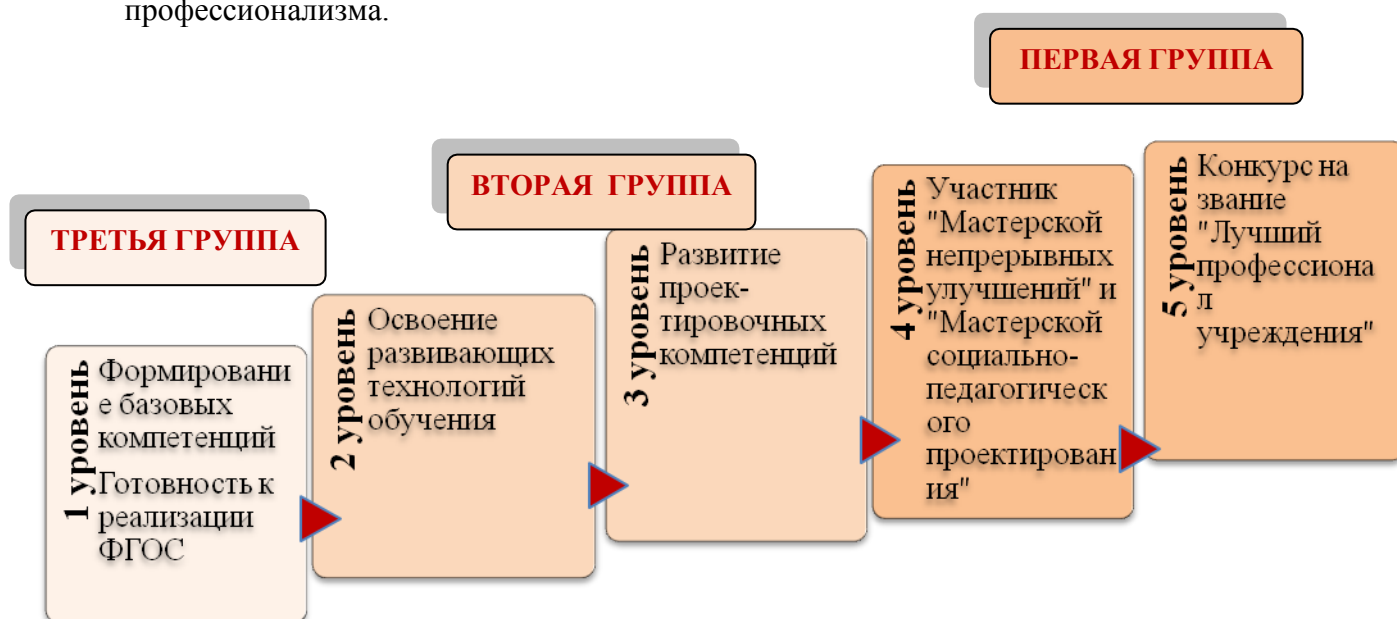 профессионализма.
ПЕРВАЯ ГРУППА
ВТОРАЯ ГРУППА
ТРЕТЬЯ ГРУППА
1 уровень
Формировани
е базовых
компетенций
Готовность к
реализации
ФГОС
2 уровень
Освоение
развивающих
технологий
обучения
3 уровень
Развитие
проек-
тировочных
компетенций
4 уровень
Участник
"Мастерской
непрерывных
улучшений" и
"Мастерской
социально-
педагогическ
ого
проектирован
ия"
5 уровень
Конкурс на
звание
"Лучший
профессиона
л
учреждения"